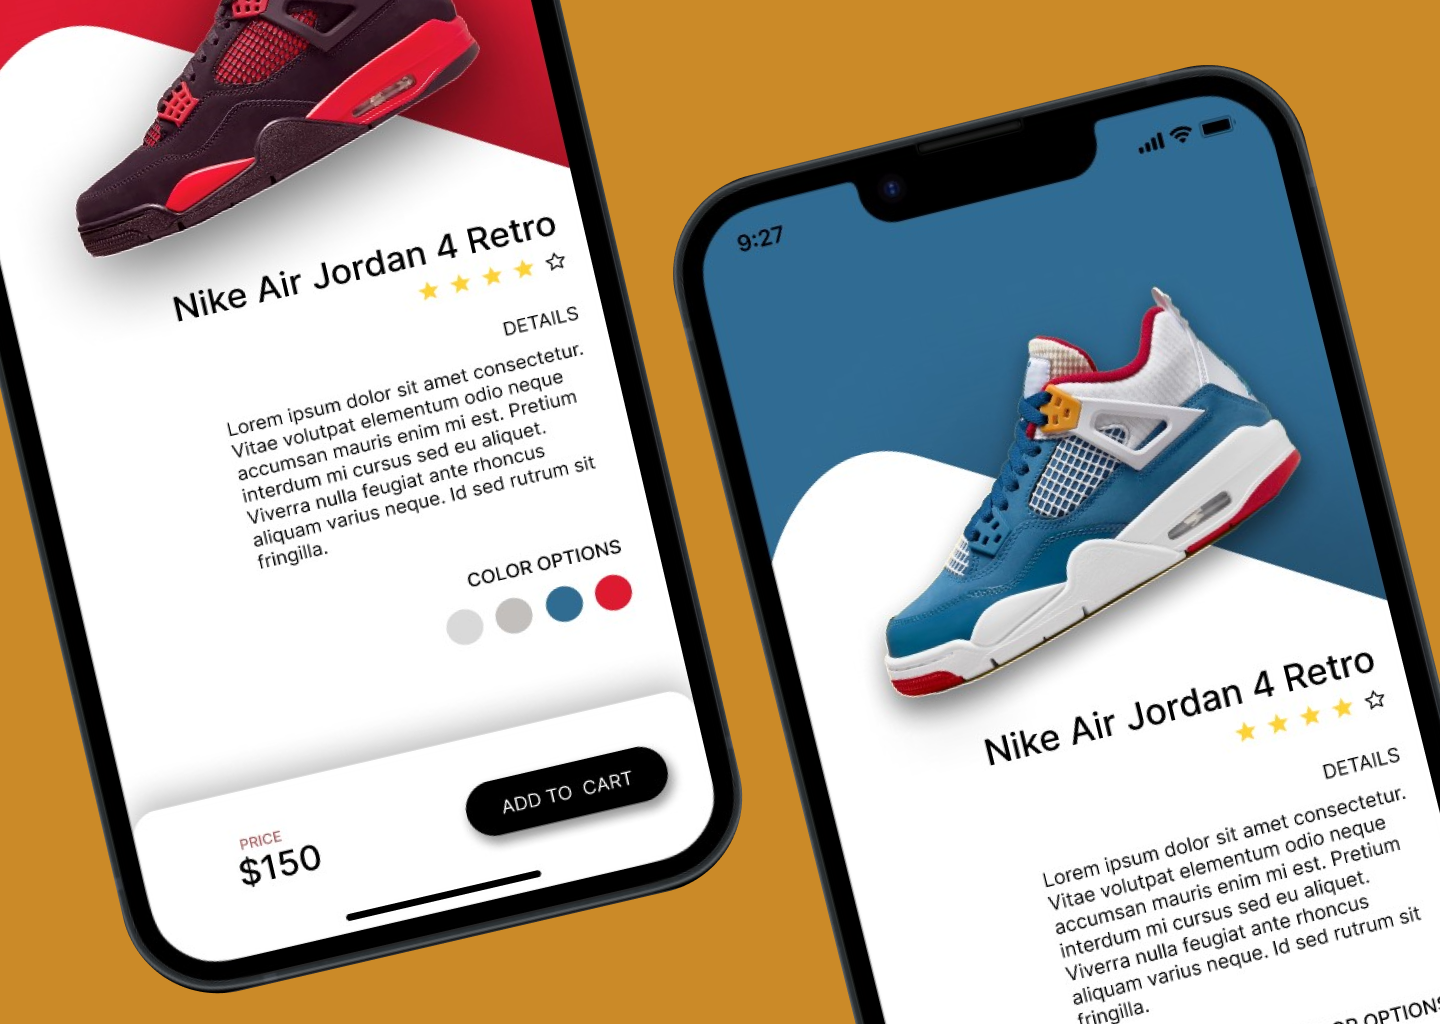 Nike Air Jordan 4 Retro
DETAILS
Lorem ipsum dolor sit amet consectetur.
Vitae volutpat elementum odio neque
accumsan mauris enim mi est. Pretium
interdum mi cursus sed eu aliquet.
Viverra nulla feugiat ante rhoncus
aliquam varius neque. Id sed rutrum sit
fringilla.
COLOR OPTIONS
PRICE
$150
ADD TO CART
9:27
Nike Air Jordan 4 Retro
DETAILS
Lorem ipsum dolor sit amet consectetur.
Vitae volutpat elementum odio neque
accumsan mauris enim mi est. Pretium
interdum mi cursus sed eu aliquet.
Viverra nulla feugiat ante rhoncus
aliquam varius neque. Id sed rutrum sit
fringilla.
OR OPTIONS